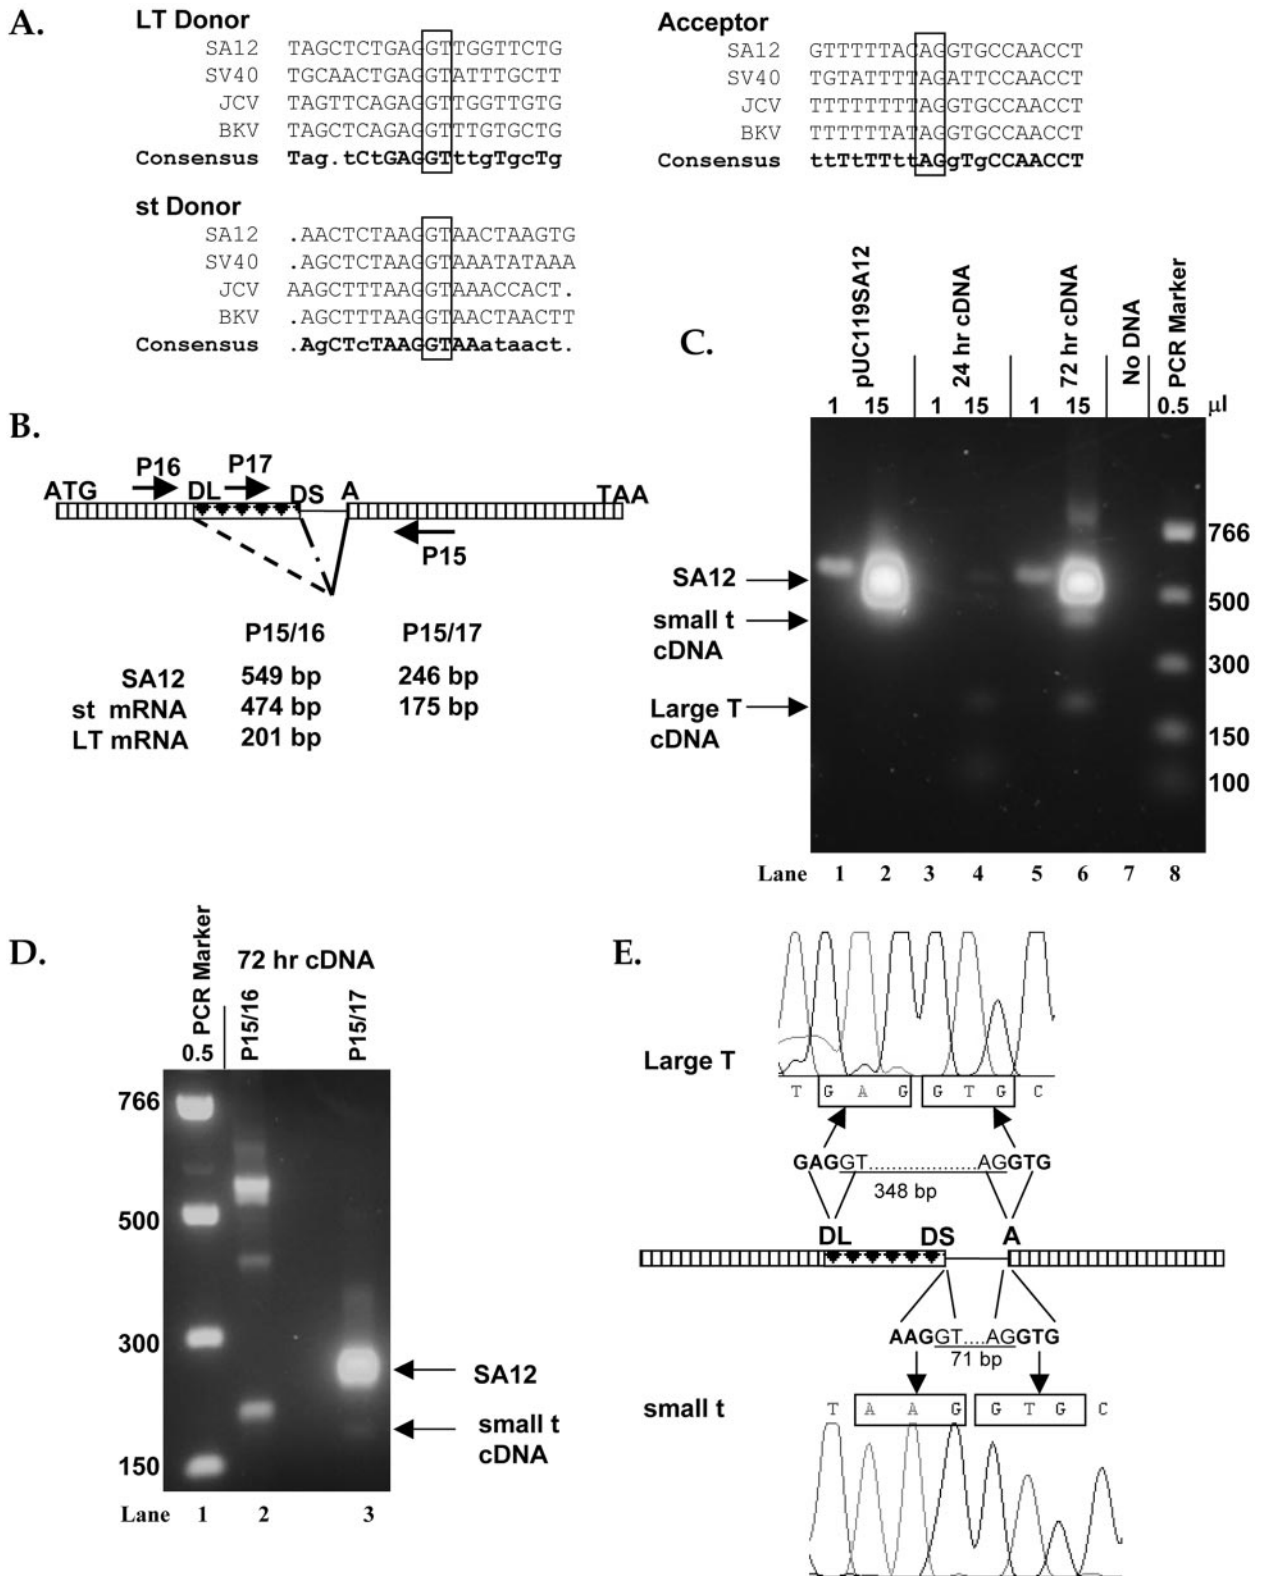 A.
LT Donor
SA12 TAGCTCTGAGGTTGGTTCTG
SV40 TGCAACTGAGGTATTTGCTT
JCV TAGTTCAGAGGTTGGTTGTG
BKV TAGCTCAGAGGTTTGTGCTG
Consensus Tag.tCtGAGGTttgTgcTg
Acceptor
SA12 GTTTTTACAGGTGCCAACCT
SV40 TGTATTTTAGATTCCAACCT
JCV TTTTTTTTAGGTGCCAACCT
BKV TTTTTTATAGGTGCCAACCT
Consensus ttTtTTttAGgTgCCAACCT
st Donor
SA12 .AACTCTAAGGTAACTAAGTG
SV40 .AGCTCTAAGGTAAATATAAA
JCV AAGCTTTAAGGTAAACCACT.
BKV .AGCTTTAAGGTAACTAACTT
Consensus .AgCTcTAAGGTAAataact.
B.
P16 P17
ATG DL DS A TAA
P15
P15/16 P15/17
SA12 549 bp 246 bp
st mRNA 474 bp 175 bp
LT mRNA 201 bp
C.
pUC119SA12 24 hr cDNA 72 hr cDNA No DNA PCR Marker
1 15 1 15 1 15 0.5 µl
766
SA12
500
small t
cDNA
300
Large T
cDNA
150
100
Lane 1 2 3 4 5 6 7 8
D.
PCR Marker
72 hr cDNA
0.5 P15/16 P15/17
766
500
300
SA12
small t
cDNA
150
Lane 1 2 3
E.
Large T
T G A G G T G C
GAGGT....................AGGTG
348 bp
DL DS A
AAGGT....AGGTG
71 bp
small t
T A A G G T G C